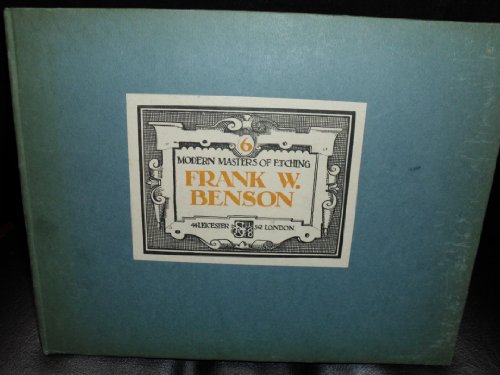 6
MODERN MASTERS OF ETCHING
FRANK W.
BENSON
44 LEICESTER SQ LONDON